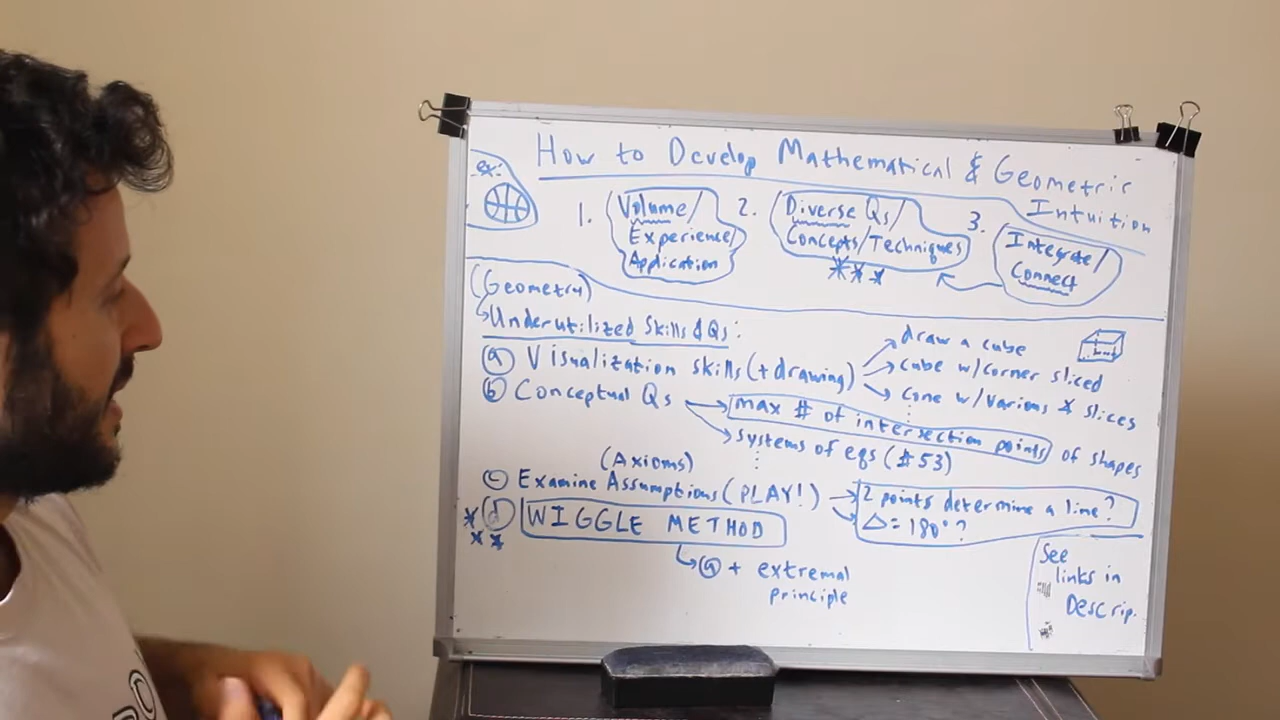 How to Develop Mathematical & Geometric
Intuition
ex:
1. Volume/
Experience/
Application
2. Diverse Qs/
Concepts/Techniques
3. Integrate/
Connect
(Geometry)
Underutilized Skills & Qs:
(a) Visualization skills (+ drawing)
draw a cube
cube w/corner sliced
cone w/various ∡ slices
(b) Conceptual Qs
max # of intersection points of shapes
systems of eqs (#53)
(Axioms)
(c) Examine Assumptions (PLAY!)
2 points determine a line?
Δ = 180°?
(d) WIGGLE METHOD
(a) + extremal
principle
See
links in
Descrip.